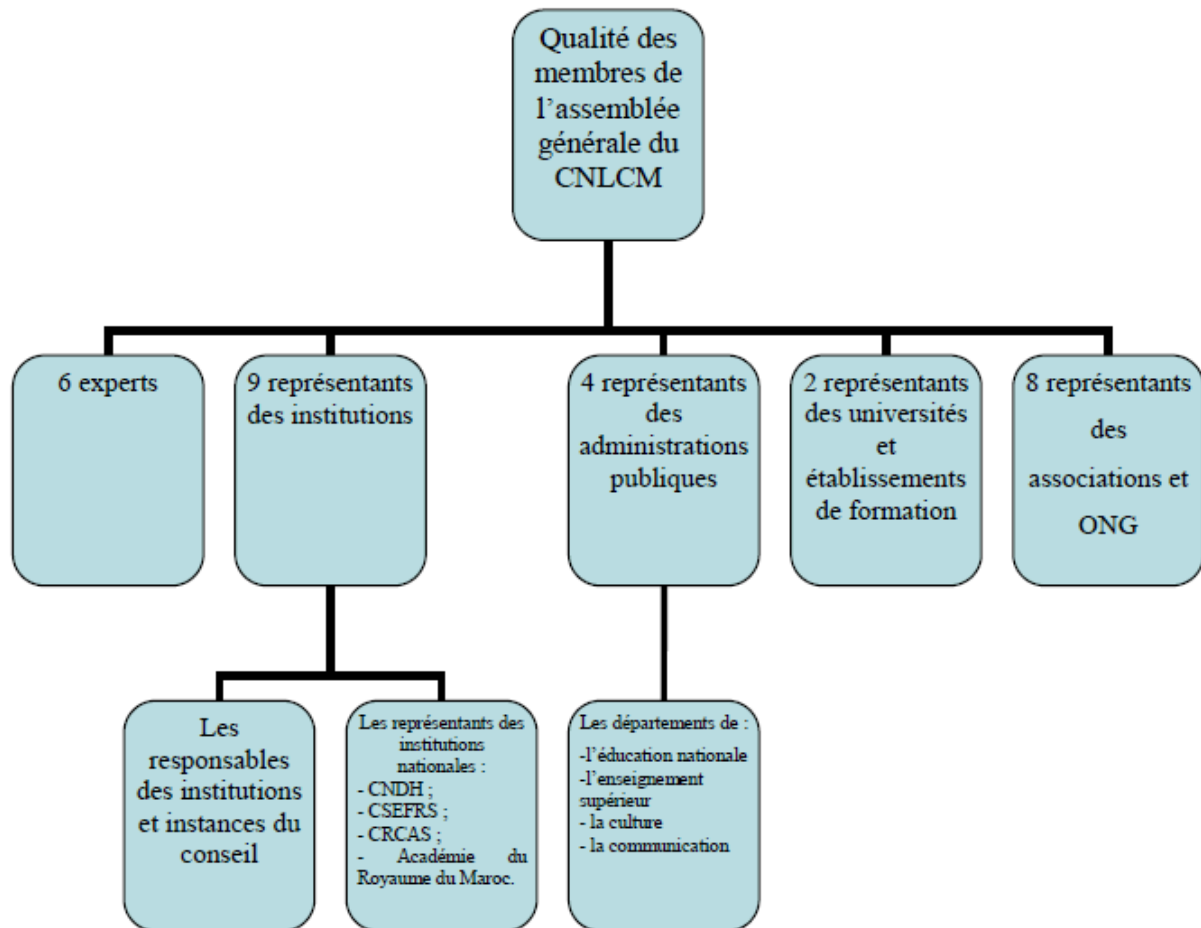 Qualité des
membres de
l’assemblée
générale du
CNLCM
6 experts
9 représentants
des institutions
4 représentants
des
administrations
publiques
2 représentants
des universités
et
établissements
de formation
8 représentants
des
associations et
ONG
Les
responsables
des institutions
et instances du
conseil
Les représentants des
institutions
nationales :
- CNDH ;
- CSEFRS ;
- CRCAS ;
- Académie du
Royaume du Maroc.
Les départements de :
-l’éducation nationale
-l’enseignement
supérieur
- la culture
- la communication